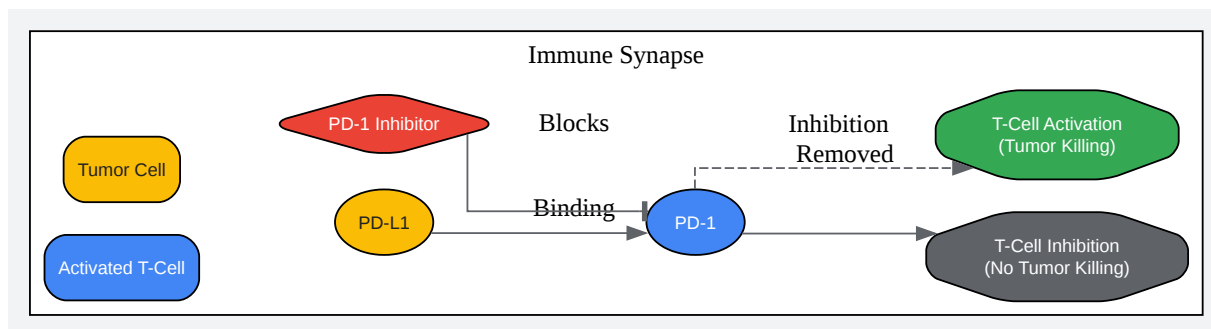 Immune Synapse
PD-1 Inhibitor
Blocks
Inhibition
Removed
T-Cell Activation
(Tumor Killing)
Tumor Cell
PD-L1
Binding
PD-1
Activated T-Cell
T-Cell Inhibition
(No Tumor Killing)